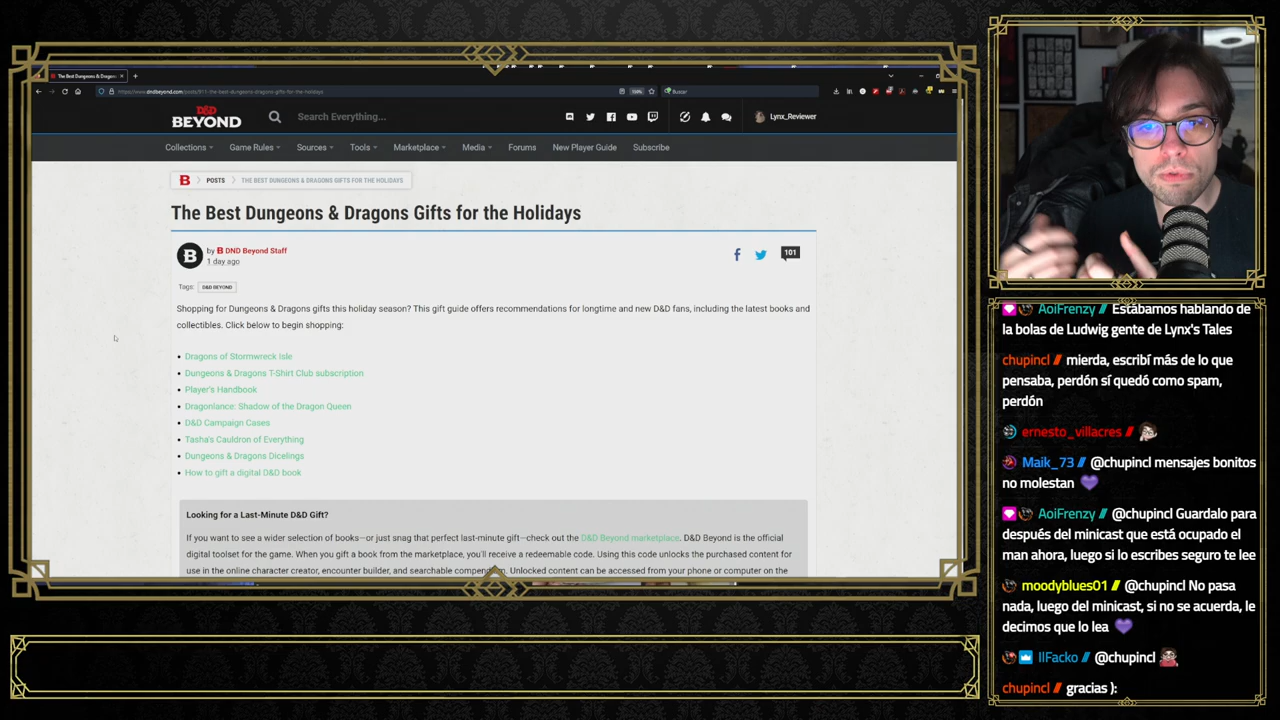 The Best Dungeons & Dragons
https://www.dndbeyond.com/posts/911-the-best-dungeons-dragons-gifts-for-the-holidays
Buscar
D&D
BEYOND
Search Everything...
Lynx_Reviewer
Collections
Game Rules
Sources
Tools
Marketplace
Media
Forums
New Player Guide
Subscribe
B
POSTS
THE BEST DUNGEONS & DRAGONS GIFTS FOR THE HOLIDAYS
The Best Dungeons & Dragons Gifts for the Holidays
B
by B DND Beyond Staff
1 day ago
101
Tags: D&D BEYOND
Shopping for Dungeons & Dragons gifts this holiday season? This gift guide offers recommendations for longtime and new D&D fans, including the latest books and
collectibles. Click below to begin shopping:
• Dragons of Stormwreck Isle
• Dungeons & Dragons T-Shirt Club subscription
• Player's Handbook
• Dragonlance: Shadow of the Dragon Queen
• D&D Campaign Cases
• Tasha's Cauldron of Everything
• Dungeons & Dragons Dicelings
• How to gift a digital D&D book
Looking for a Last-Minute D&D Gift?
If you want to see a wider selection of books—or just snag that perfect last-minute gift—check out the D&D Beyond marketplace. D&D Beyond is the official
digital toolset for the game. When you gift a book from the marketplace, you'll receive a redeemable code. Using this code unlocks the purchased content for
use in the online character creator, encounter builder, and searchable compendium. Unlocked content can be accessed from your phone or computer on the
AoiFrenzy // Estábamos hablando de
la bolas de Ludwig gente de Lynx's Tales
chupincl // mierda, escribí más de lo que
pensaba, perdón sí quedó como spam,
perdón
ernesto_villacres //
Maik_73 // @chupincl mensajes bonitos
no molestan
AoiFrenzy // @chupincl Guardalo para
después del minicast que está ocupado el
man ahora, luego si lo escribes seguro te lee
moodyblues01 // @chupincl No pasa
nada, luego del minicast, si no se acuerda, le
decimos que lo lea
IlFacko // @chupincl
chupincl // gracias ):